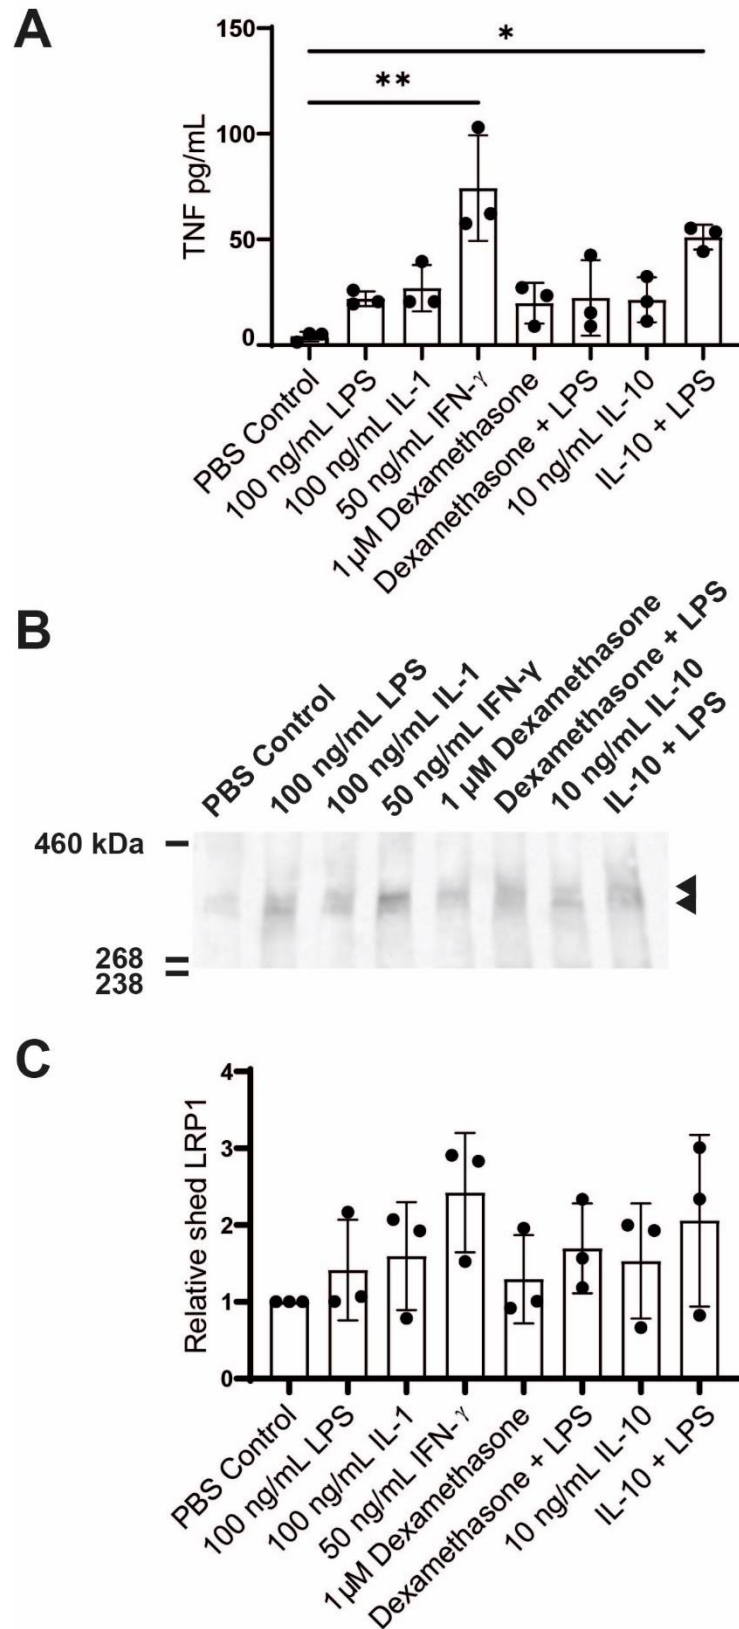 A
150
*
**
100
TNF pg/mL
50
0
PBS Control
100 ng/mL LPS
100 ng/mL IL-1
50 ng/mL IFN-γ
1µM Dexamethasone
Dexamethasone + LPS
10 ng/mL IL-10
IL-10 + LPS
B
PBS Control
100 ng/mL LPS
100 ng/mL IL-1
50 ng/mL IFN-γ
1 µM Dexamethasone
Dexamethasone + LPS
10 ng/mL IL-10
IL-10 + LPS
460 kDa
268
238
C
4
3
2
1
0
Relative shed LRP1
PBS Control
100 ng/mL LPS
100 ng/mL IL-1
50 ng/mL IFN-γ
1µM Dexamethasone
Dexamethasone + LPS
10 ng/mL IL-10
IL-10 + LPS